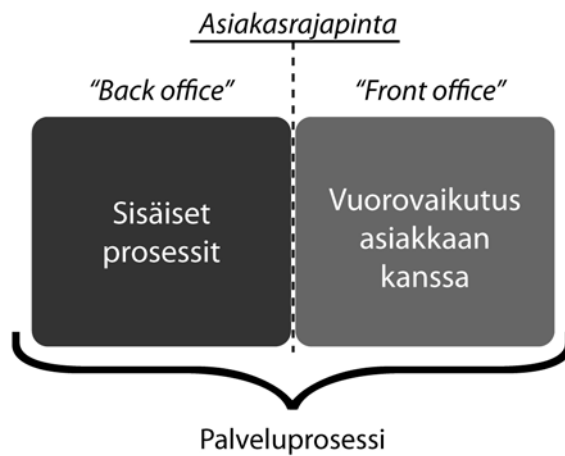 Asiakasrajapinta
“Back office”
“Front office”
Sisäiset
prosessit
Vuorovaikutus
asiakkaan
kanssa
Palveluprosessi